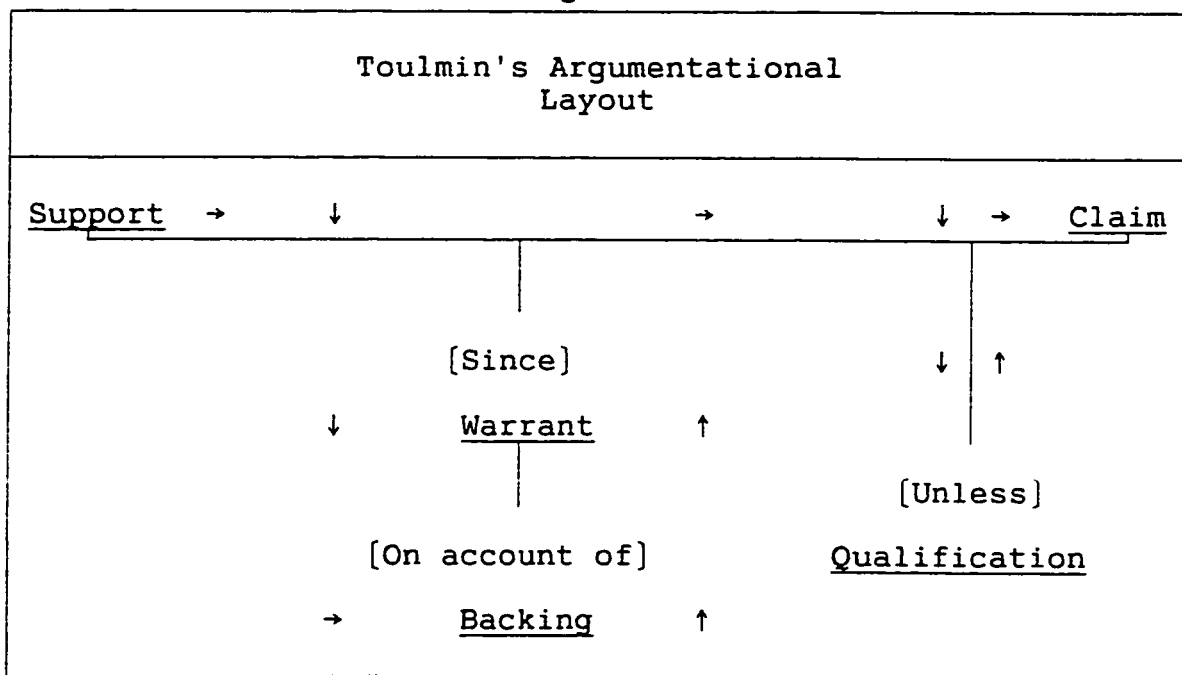 Toulmin's Argumentational
Layout
Support → ↓ → ↓ → Claim
[Since] ↓ ↑
↓ Warrant ↑
[Unless]
[On account of] Qualification
→ Backing ↑